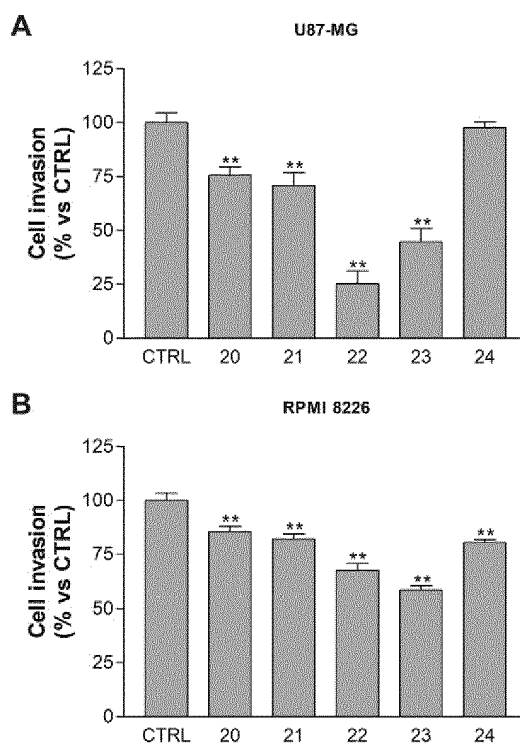 A
U87-MG
Cell invasion
(% vs CTRL)
125
100
75
50
25
0
**
**
**
**
CTRL 20 21 22 23 24
B
RPMI 8226
Cell invasion
(% vs CTRL)
125
100
75
50
25
0
**
**
**
**
**
CTRL 20 21 22 23 24